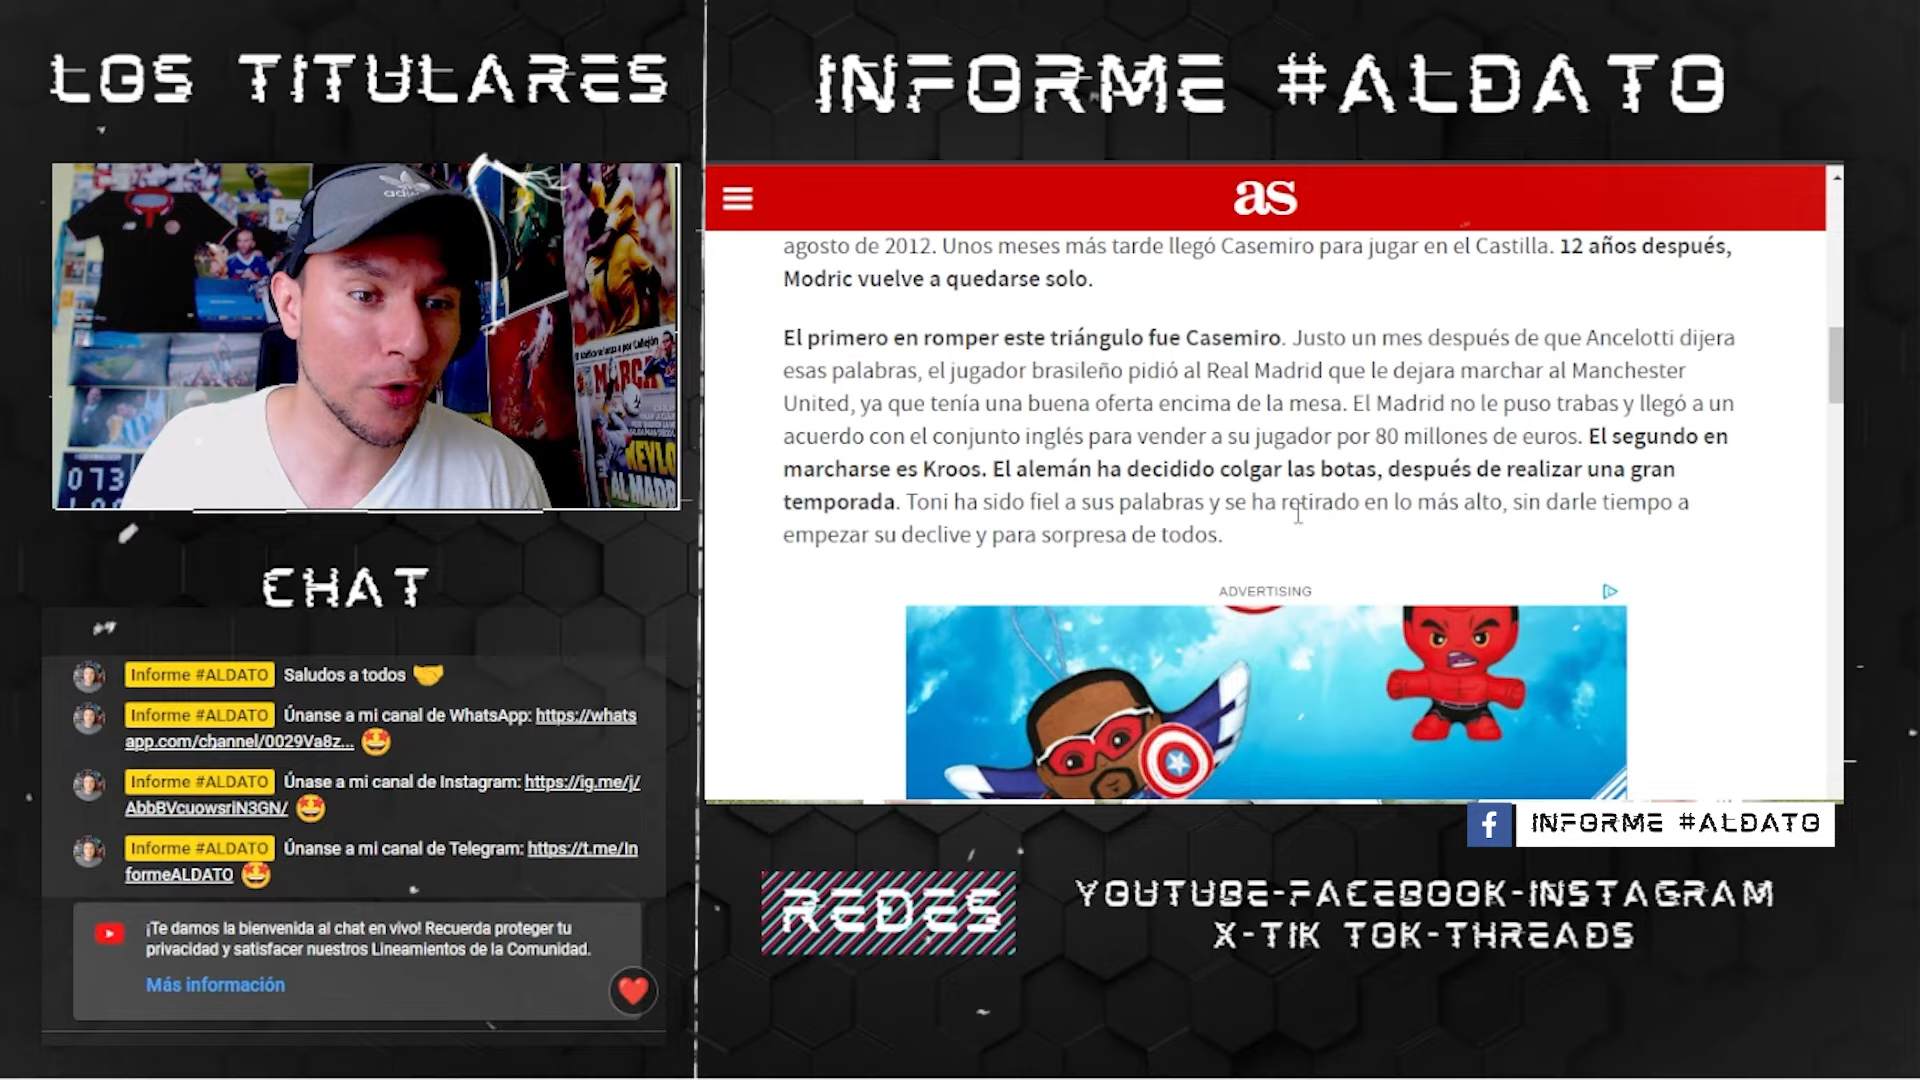 LOS TITULARES
INFORME #ALDATO
as
agosto de 2012. Unos meses más tarde llegó Casemiro para jugar en el Castilla. 12 años después,
Modric vuelve a quedarse solo.
El primero en romper este triángulo fue Casemiro. Justo un mes después de que Ancelotti dijera
esas palabras, el jugador brasileño pidió al Real Madrid que le dejara marchar al Manchester
United, ya que tenía una buena oferta encima de la mesa. El Madrid no le puso trabas y llegó a un
acuerdo con el conjunto inglés para vender a su jugador por 80 millones de euros. El segundo en
marcharse es Kroos. El alemán ha decidido colgar las botas, después de realizar una gran
temporada. Toni ha sido fiel a sus palabras y se ha retirado en lo más alto, sin darle tiempo a
empezar su declive y para sorpresa de todos.
ADVERTISING
MARCA
KEYLOR
AL MADRID
073
CHAT
Informe #ALDATO Saludos a todos
Informe #ALDATO Únanse a mi canal de WhatsApp: https://whats
app.com/channel/0029Va8z...
Informe #ALDATO Únase a mi canal de Instagram: https://ig.me/j/
AbbBVcuowsriN3GN/
Informe #ALDATO Únanse a mi canal de Telegram: https://t.me/In
formeALDATO
¡Te damos la bienvenida al chat en vivo! Recuerda proteger tu
privacidad y satisfacer nuestros Lineamientos de la Comunidad.
Más información
INFORME #ALDATO
REDES
YOUTUBE-FACEBOOK-INSTAGRAM
X-TIK TOK-THREADS